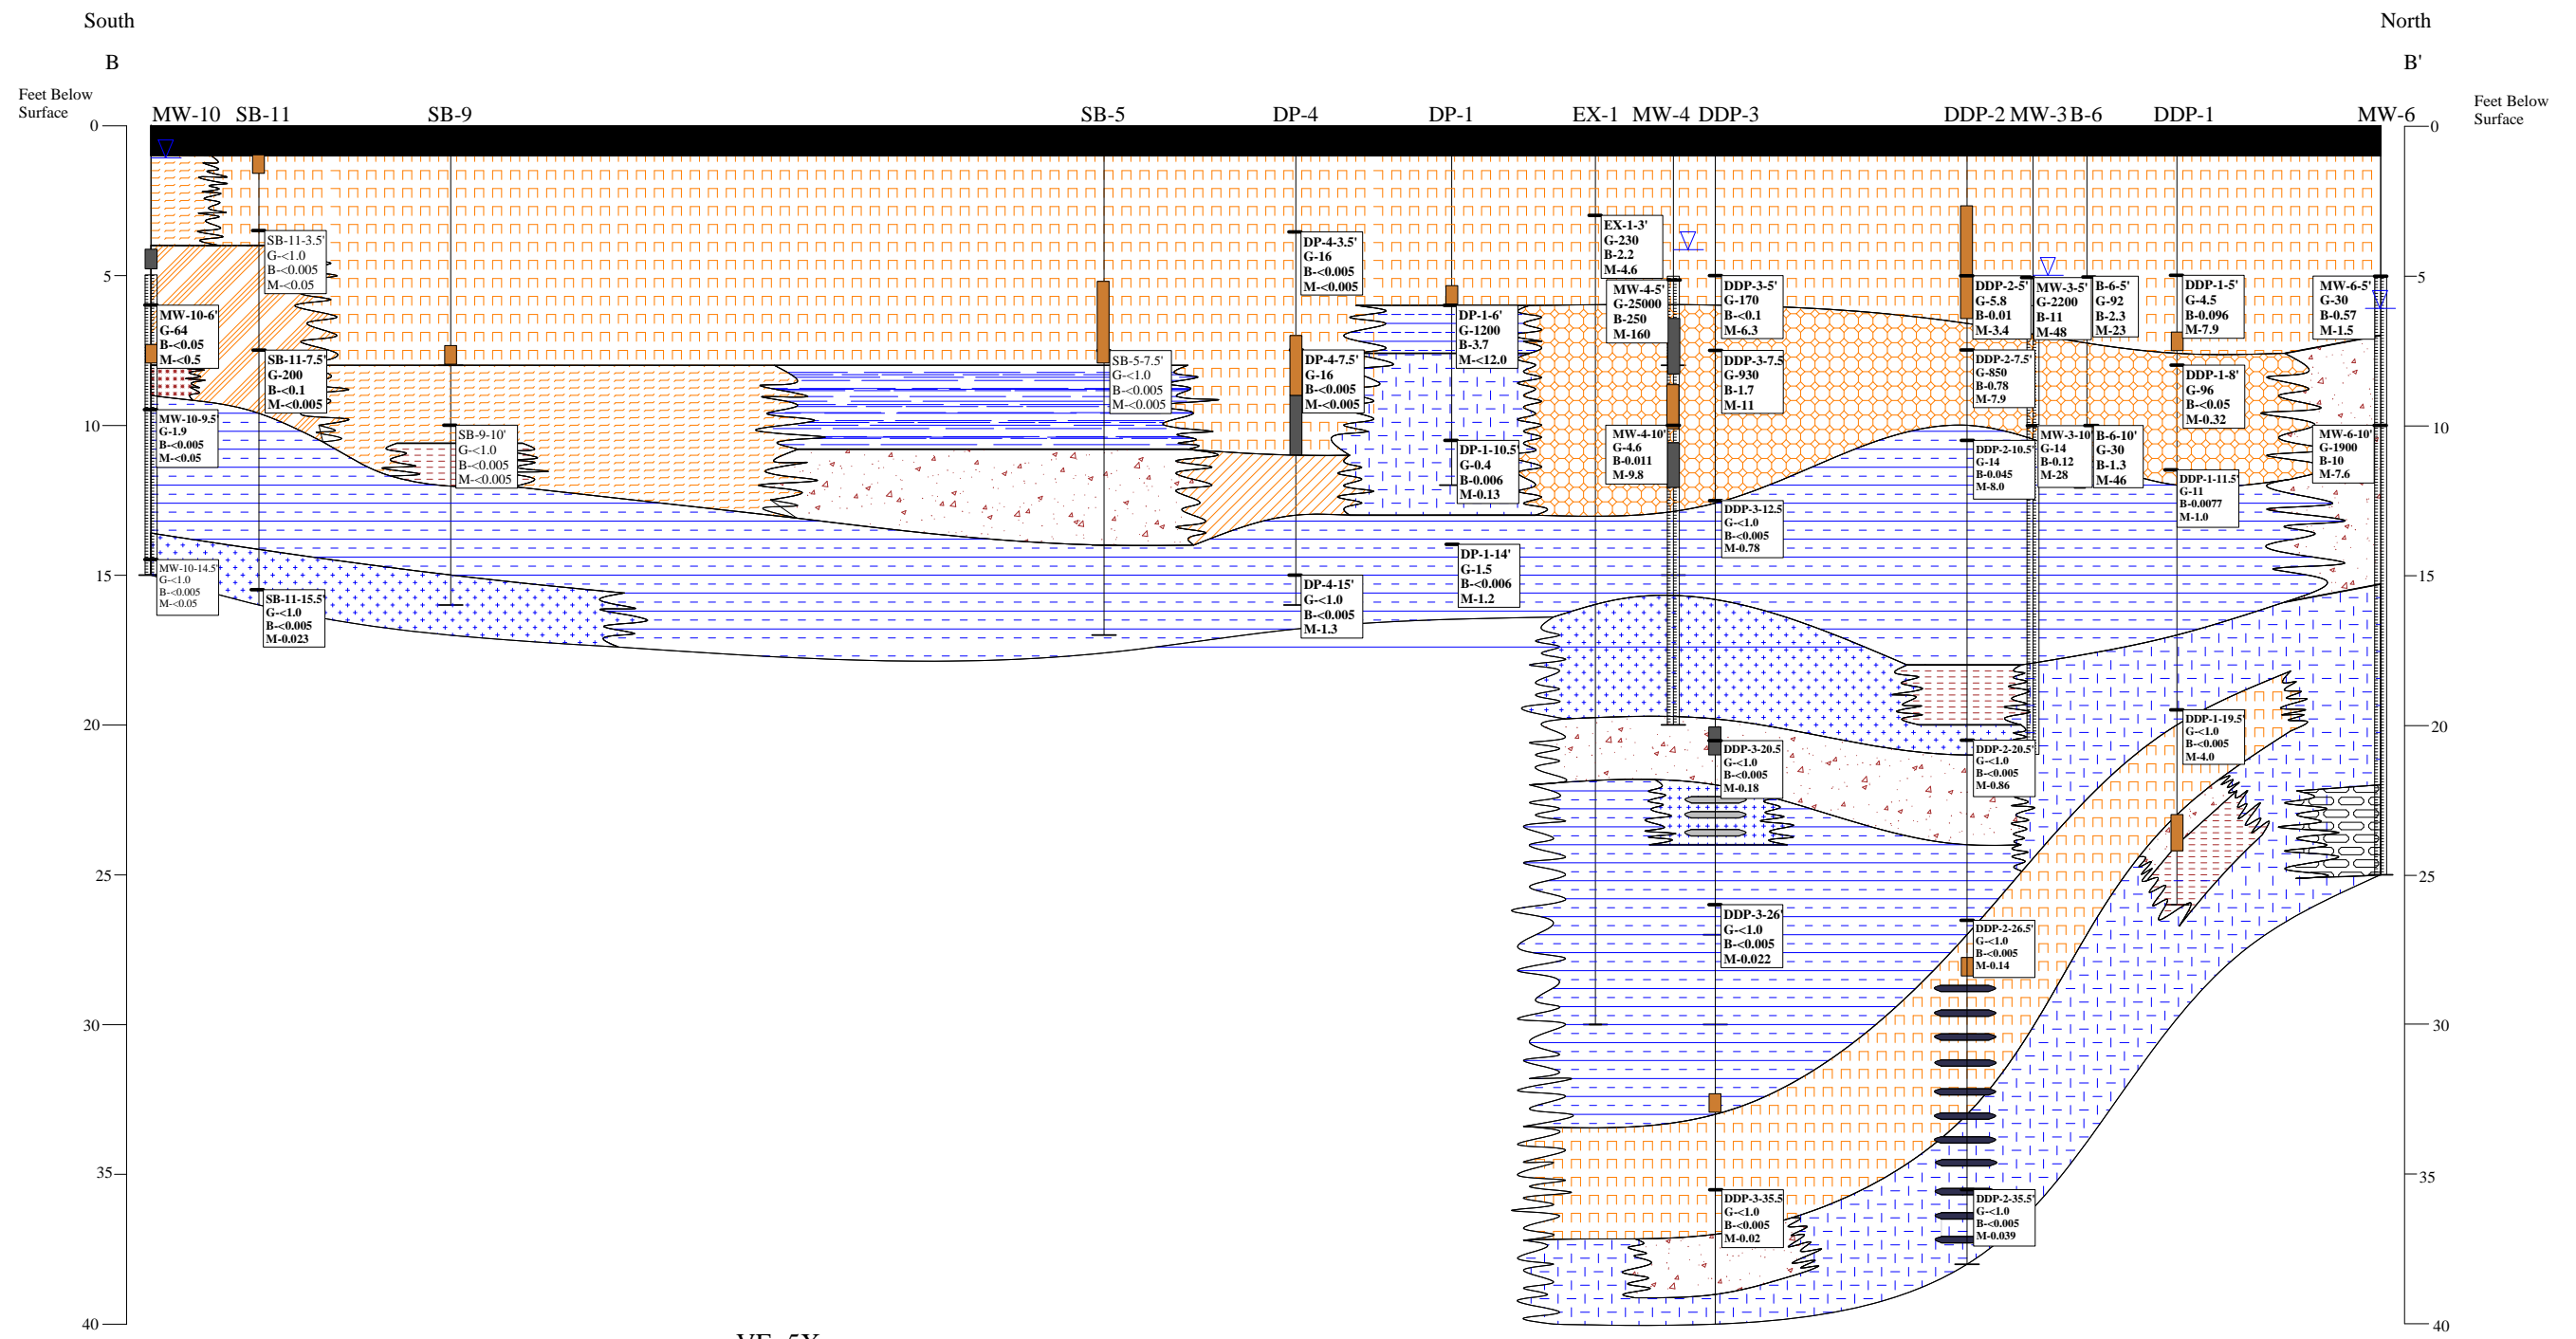 South
North
B
B'
Feet Below
Surface
Feet Below
Surface
MW-10 SB-11 SB-9 SB-5 DP-4 DP-1 EX-1 MW-4 DDP-3 DDP-2 MW-3 B-6 DDP-1 MW-6
0
5
10
15
20
25
30
35
40
0
5
10
15
20
25
30
35
40
MW-10-6'
G-64
B-<0.05
M-<0.5
MW-10-9.5'
G-1.9
B-<0.005
M-<0.05
MW-10-14.5'
G-<1.0
B-<0.005
M-<0.05
SB-11-3.5'
G-<1.0
B-<0.005
M-<0.05
SB-11-7.5'
G-200
B-<0.1
M-<0.005
SB-11-15.5'
G-<1.0
B-<0.005
M-0.023
SB-9-10'
G-<1.0
B-<0.005
M-<0.005
SB-5-7.5'
G-<1.0
B-<0.005
M-<0.005
DP-4-3.5'
G-16
B-<0.005
M-<0.005
DP-4-7.5'
G-16
B-<0.005
M-<0.005
DP-4-15'
G-<1.0
B-<0.005
M-1.3
DP-1-6'
G-1200
B-3.7
M-<12.0
DP-1-10.5'
G-0.4
B-0.006
M-0.13
DP-1-14'
G-1.5
B-<0.006
M-1.2
EX-1-3'
G-230
B-2.2
M-4.6
MW-4-5'
G-25000
B-250
M-160
MW-4-10'
G-4.6
B-0.011
M-9.8
DDP-3-5'
G-170
B-<0.1
M-6.3
DDP-3-7.5
G-930
B-1.7
M-11
DDP-3-12.5
G-<1.0
B-<0.005
M-0.78
DDP-3-20.5
G-<1.0
B-<0.005
M-0.18
DDP-3-26'
G-<1.0
B-<0.005
M-0.022
DDP-3-35.5
G-<1.0
B-<0.005
M-0.02
DDP-2-5'
G-5.8
B-0.01
M-3.4
DDP-2-7.5'
G-850
B-0.78
M-7.9
DDP-2-10.5'
G-14
B-0.045
M-8.0
DDP-2-20.5'
G-<1.0
B-<0.005
M-0.86
DDP-2-26.5'
G-<1.0
B-<0.005
M-0.14
DDP-2-35.5'
G-<1.0
B-<0.005
M-0.039
MW-3-5'
G-2200
B-11
M-48
MW-3-10'
G-14
B-0.12
M-28
B-6-5'
G-92
B-2.3
M-23
B-6-10'
G-30
B-1.3
M-46
DDP-1-5'
G-4.5
B-0.096
M-7.9
DDP-1-8'
G-96
B-<0.05
M-0.32
DDP-1-11.5'
G-11
B-0.0077
M-1.0
DDP-1-19.5'
G-<1.0
B-<0.005
M-4.0
MW-6-5'
G-30
B-0.57
M-1.5
MW-6-10'
G-1900
B-10
M-7.6